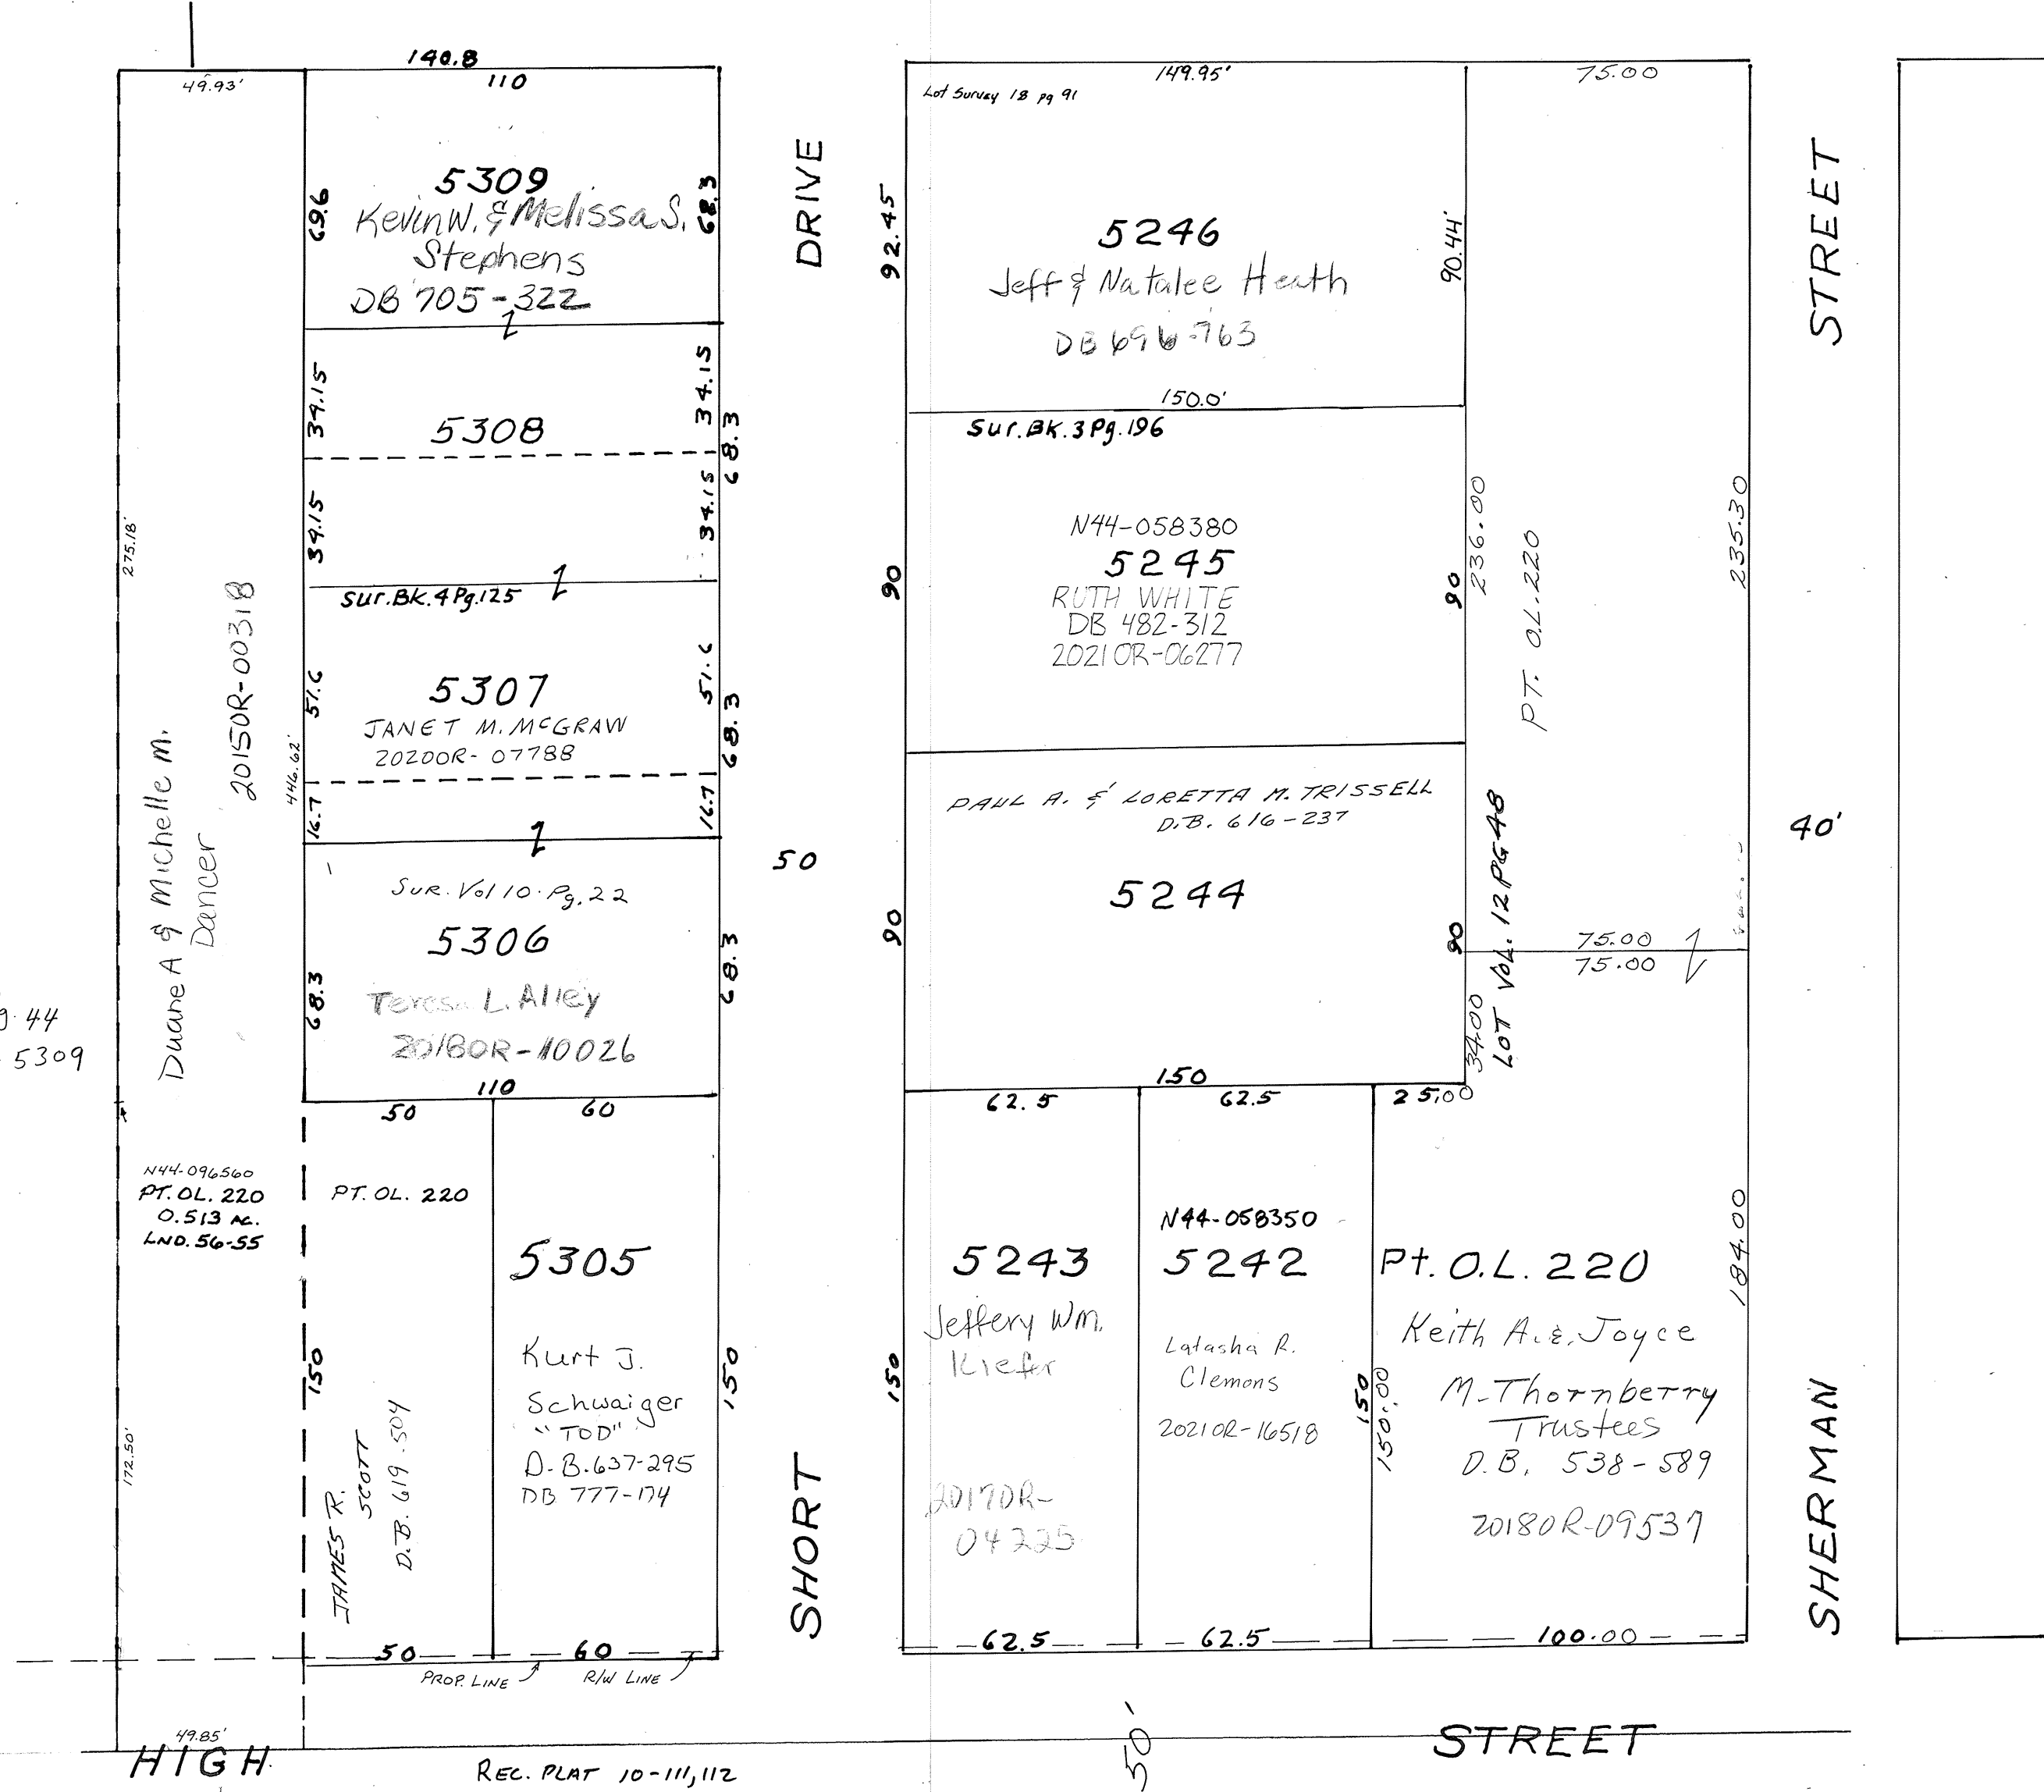 140.8
49.93'
110
5309
Kevin W. & Melissa S.
Stephens
DB 705-322
69.6
68.3
34.15
34.15
68.3
5308
34.15
34.15
Sur. Bk. 4 Pg. 125
51.6
51.6
68.3
5307
JANET M. McGRAW
2020OR-07788
16.7
16.7
Sur. Vol 10 Pg. 22
5306
Teresa L. Alley
2018OR-10026
68.3
68.3
110
275.18'
446.62'
Duane A & Michelle M.
Dancer
2015OR-00318
44
5309
N44-096560
PT. OL. 220
0.513 AC.
LND. 56-55
172.50'
49.85'
50
60
PT. OL. 220
150
JAMES R.
SCOTT
D.B. 619-504
5305
Kurt J.
Schwaiger
"TOD"
D.B. 637-295
DB 777-174
150
50
60
PROP. LINE
R/W LINE
SHORT DRIVE
50
149.95'
Lot Survey 18 pg 91
92.45
5246
Jeff & Natalee Heath
DB 696-763
90.44'
150.0'
Sur. Bk. 3 Pg. 196
N44-058380
5245
RUTH WHITE
DB 482-312
2021OR-06277
90
90
PAUL A. & LORETTA M. TRISSELL
D.B. 616-237
5244
90
90
150
62.5
62.5
25.00
5243
Jeffery Wm.
Kiefer
2017OR-
04225
150
62.5
N44-058350
5242
Latasha R.
Clemons
2021OR-16518
150
150.00
62.5
75.00
236.00
PT. O.L. 220
235.30
LOT VOL. 12 PG 48
34.00
75.00
75.00
Pt. O.L. 220
Keith A. & Joyce
M. Thornberry
Trustees
D.B. 538-589
2018OR-09537
184.00
100.00
SHERMAN STREET
40'
HIGH STREET
50'
REC. PLAT 10-111,112